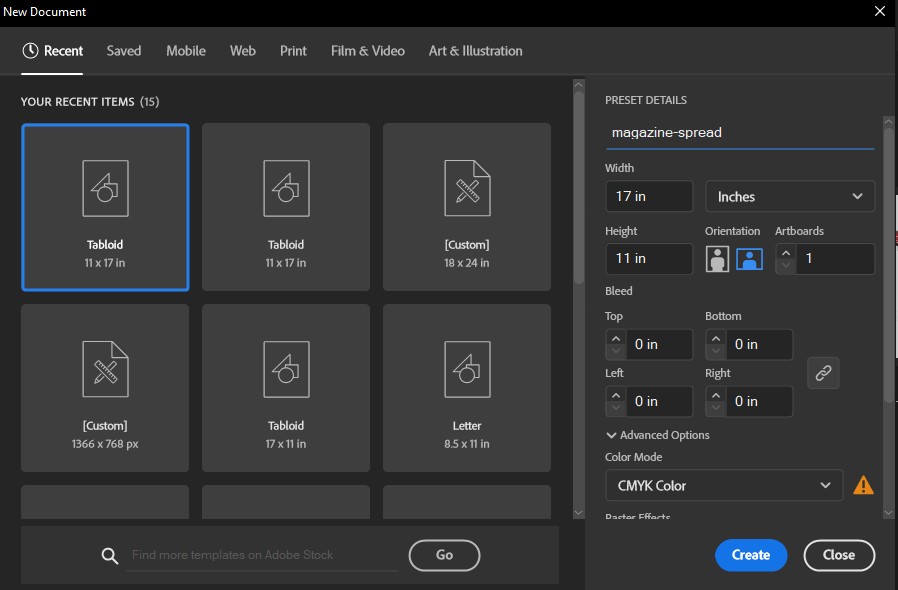 New Document
Recent Saved Mobile Web Print Film & Video Art & Illustration
YOUR RECENT ITEMS (15)
Tabloid
11 x 17 in
Tabloid
11 x 17 in
[Custom]
18 x 24 in
[Custom]
1366 x 768 px
Tabloid
17 x 11 in
Letter
8.5 x 11 in
Find more templates on Adobe Stock
Go
PRESET DETAILS
magazine-spread
Width
17 in Inches
Height Orientation Artboards
11 in 1
Bleed
Top Bottom
0 in 0 in
Left Right
0 in 0 in
Advanced Options
Color Mode
CMYK Color
Raster Effects
Create Close